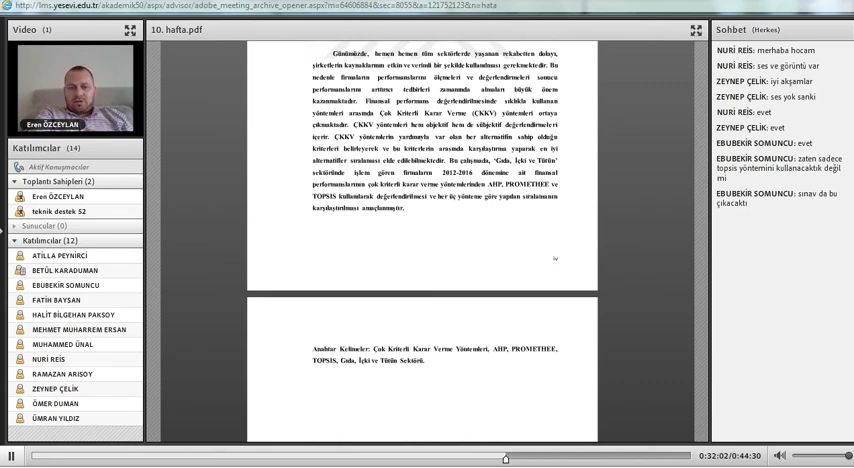 http://lms.yesevi.edu.tr/akademik50/aspx/advisor/adobe_meeting_archive_opener.aspx?m=64606884&sec=8055&a=121752123&n=hata
Video (1)
Eren ÖZCEYLAN
Katılımcılar (14)
Aktif Konuşmacılar
Toplantı Sahipleri (2)
Eren ÖZCEYLAN
teknik destek 52
Sunucular (0)
Katılımcılar (12)
ATİLLA PEYNİRCİ
BETÜL KARADUMAN
EBUBEKİR SOMUNCU
FATİH BAYSAN
HALİT BİLGEHAN PAKSOY
MEHMET MUHARREM ERSAN
MUHAMMED ÜNAL
NURİ REİS
RAMAZAN ARISOY
ZEYNEP ÇELİK
ÖMER DUMAN
ÜMRAN YILDIZ
10. hafta.pdf
Günümüzde, hemen hemen tüm sektörlerde yaşanan rekabetten dolayı,
şirketlerin kaynaklarının etkin ve verimli bir şekilde kullanılması gerekmektedir. Bu
nedenle firmaların performanslarını ölçmeleri ve değerlendirmeleri sonucu
performanslarını arttırıcı tedbirleri zamanında almaları büyük önem
kazanmaktadır. Finansal performans değerlendirilmesinde sıklıkla kullanan
yöntemleri arasında Çok Kriterli Karar Verme (ÇKKV) yöntemleri ortaya
çıkmaktadır. ÇKKV yöntemleri hem objektif hem de sübjektif değerlendirmeleri
içerir. ÇKKV yöntemlerin yardımıyla var olan her alternatifin sahip olduğu
kriterleri belirleyerek ve bu kriterlerin arasında karşılaştırma yaparak en iyi
alternatifler sıralaması elde edilebilmektedir. Bu çalışmada, ‘Gıda, İçki ve Tütün’
sektöründe işlem gören firmaların 2012-2016 dönemine ait finansal
performanslarının çok kriterli karar verme yöntemlerinden AHP, PROMETHEE ve
TOPSIS kullanılarak değerlendirilmesi ve her üç yönteme göre yapılan sıralamanın
karşılaştırılması amaçlanmıştır.
iv
Anahtar Kelimeler: Çok Kriterli Karar Verme Yöntemleri, AHP, PROMETHEE,
TOPSIS, Gıda, İçki ve Tütün Sektörü.
Sohbet (Herkes)
NURİ REİS: merhaba hocam
NURİ REİS: ses ve görüntü var
ZEYNEP ÇELİK: iyi akşamlar
ZEYNEP ÇELİK: ses yok sanki
NURİ REİS: evet
ZEYNEP ÇELİK: evet
EBUBEKİR SOMUNCU: evet
EBUBEKİR SOMUNCU: zaten sadece
topsis yöntemini kullanacaktık değil
mi
EBUBEKİR SOMUNCU: sınav da bu
çıkacaktı
0:32:02/0:44:30